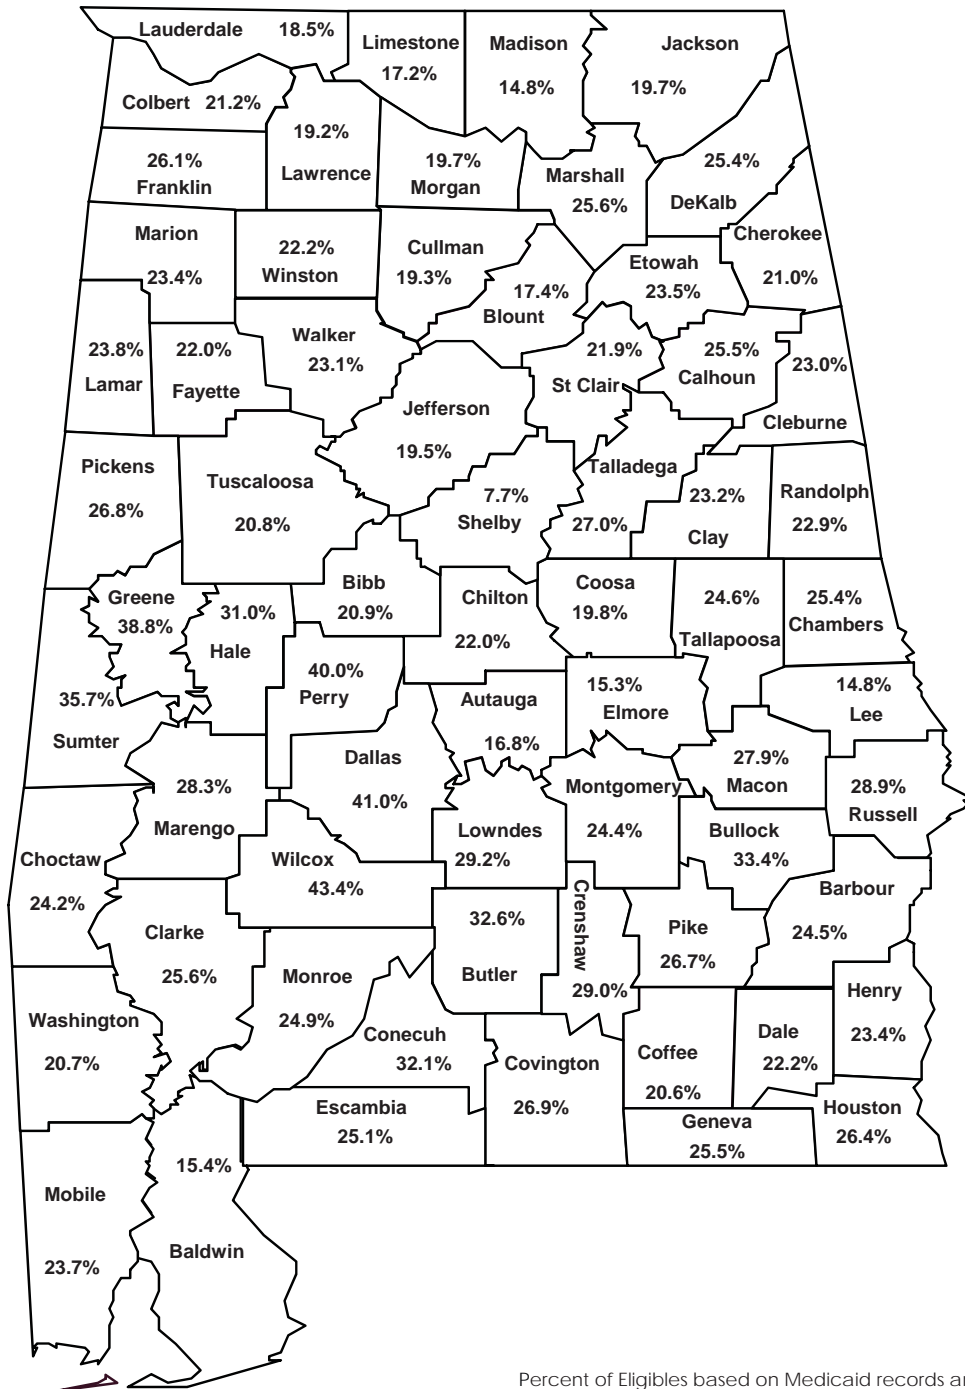 Lauderdale 18.5%
Limestone
17.2%
Madison
14.8%
Jackson
19.7%
Colbert 21.2%
19.2%
Lawrence
26.1%
Franklin
19.7%
Morgan
Marshall
25.6%
25.4%
DeKalb
Marion
23.4%
22.2%
Winston
Cullman
19.3%
17.4%
Blount
Etowah
23.5%
Cherokee
21.0%
23.8%
Lamar
22.0%
Fayette
Walker
23.1%
Jefferson
19.5%
21.9%
St Clair
25.5%
Calhoun
23.0%
Cleburne
Pickens
26.8%
Tuscaloosa
20.8%
7.7%
Shelby
Talladega
27.0%
23.2%
Clay
Randolph
22.9%
Greene
38.8%
31.0%
Hale
Bibb
20.9%
Chilton
22.0%
Coosa
19.8%
24.6%
Tallapoosa
25.4%
Chambers
35.7%
Sumter
40.0%
Perry
Autauga
16.8%
15.3%
Elmore
14.8%
Lee
28.3%
Marengo
Dallas
41.0%
Lowndes
29.2%
Montgomery
24.4%
27.9%
Macon
28.9%
Russell
Choctaw
24.2%
Wilcox
43.4%
Bullock
33.4%
Barbour
24.5%
Clarke
25.6%
32.6%
Butler
Crenshaw
29.0%
Pike
26.7%
Washington
20.7%
Monroe
24.9%
Conecuh
32.1%
Covington
26.9%
Coffee
20.6%
Dale
22.2%
Henry
23.4%
Escambia
25.1%
Geneva
25.5%
Houston
26.4%
Mobile
23.7%
15.4%
Baldwin
Percent of Eligibles based on Medicaid records